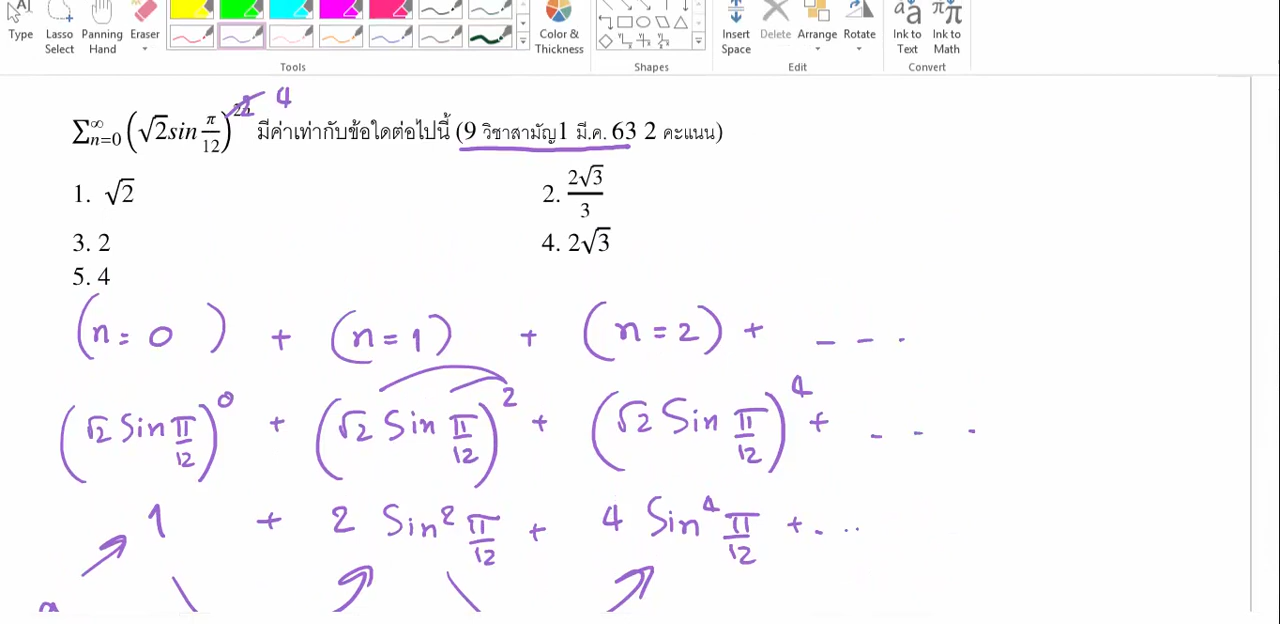 Type Lasso Select Panning Hand Eraser Color & Thickness Insert Space Delete Arrange Rotate Ink to Text Ink to Math
Tools Shapes Edit Convert
4
∑_{n=0}^{∞} (√2 sin π/12)^{2n} มีค่าเท่ากับข้อใดต่อไปนี้ (9 วิชาสามัญ1 มี.ค. 63 2 คะแนน)
1. √2 2. 2√3/3
3. 2 4. 2√3
5. 4
(n = 0) + (n = 1) + (n = 2) + - - .
(√2 Sin π/12)^0 + (√2 Sin π/12)^2 + (√2 Sin π/12)^4 + - - .
1 + 2 Sin² π/12 + 4 Sin⁴ π/12 + . . .